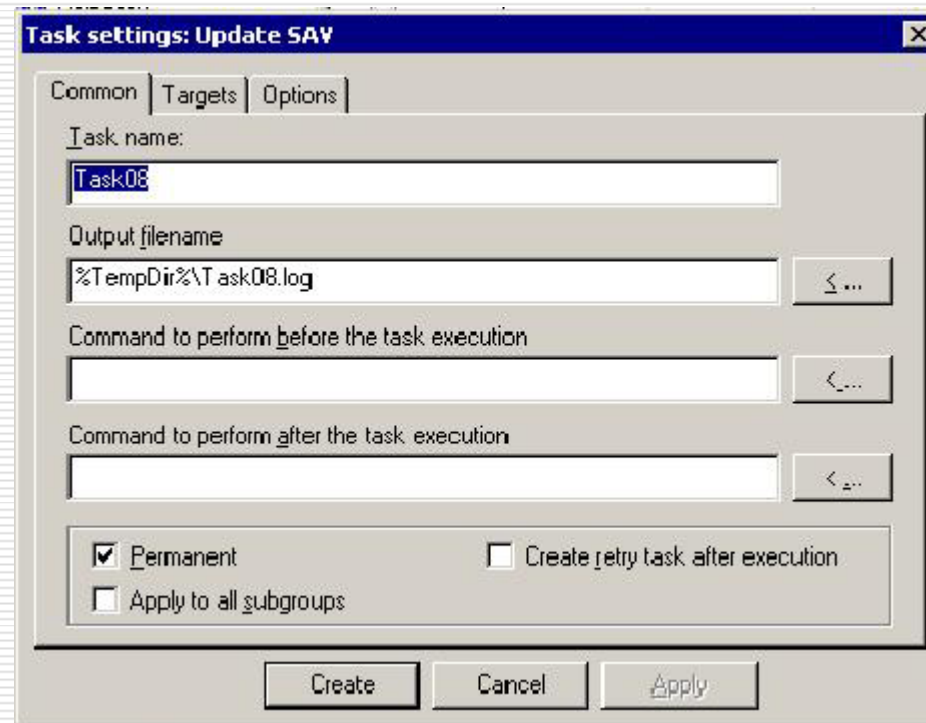 Task settings: Update SAV
Common Targets Options
Task name:
Task08
Output filename
%TempDir%\Task08.log
< ...
Command to perform before the task execution
< ...
Command to perform after the task execution
< ...
Permanent
Create retry task after execution
Apply to all subgroups
Create Cancel Apply